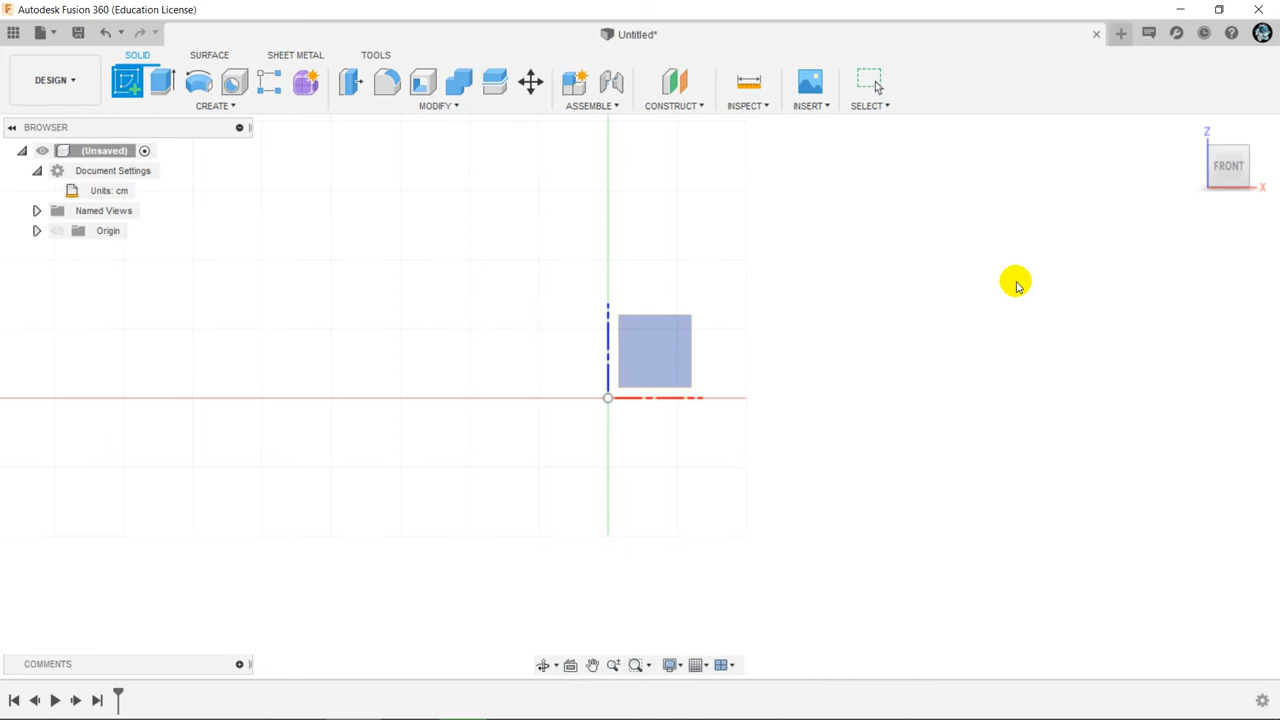 Autodesk Fusion 360 (Education License)
Untitled*
SOLID SURFACE SHEET METAL TOOLS
DESIGN
CREATE MODIFY ASSEMBLE CONSTRUCT INSPECT INSERT SELECT
BROWSER
(Unsaved)
Document Settings
Units: cm
Named Views
Origin
Z
FRONT
X
COMMENTS